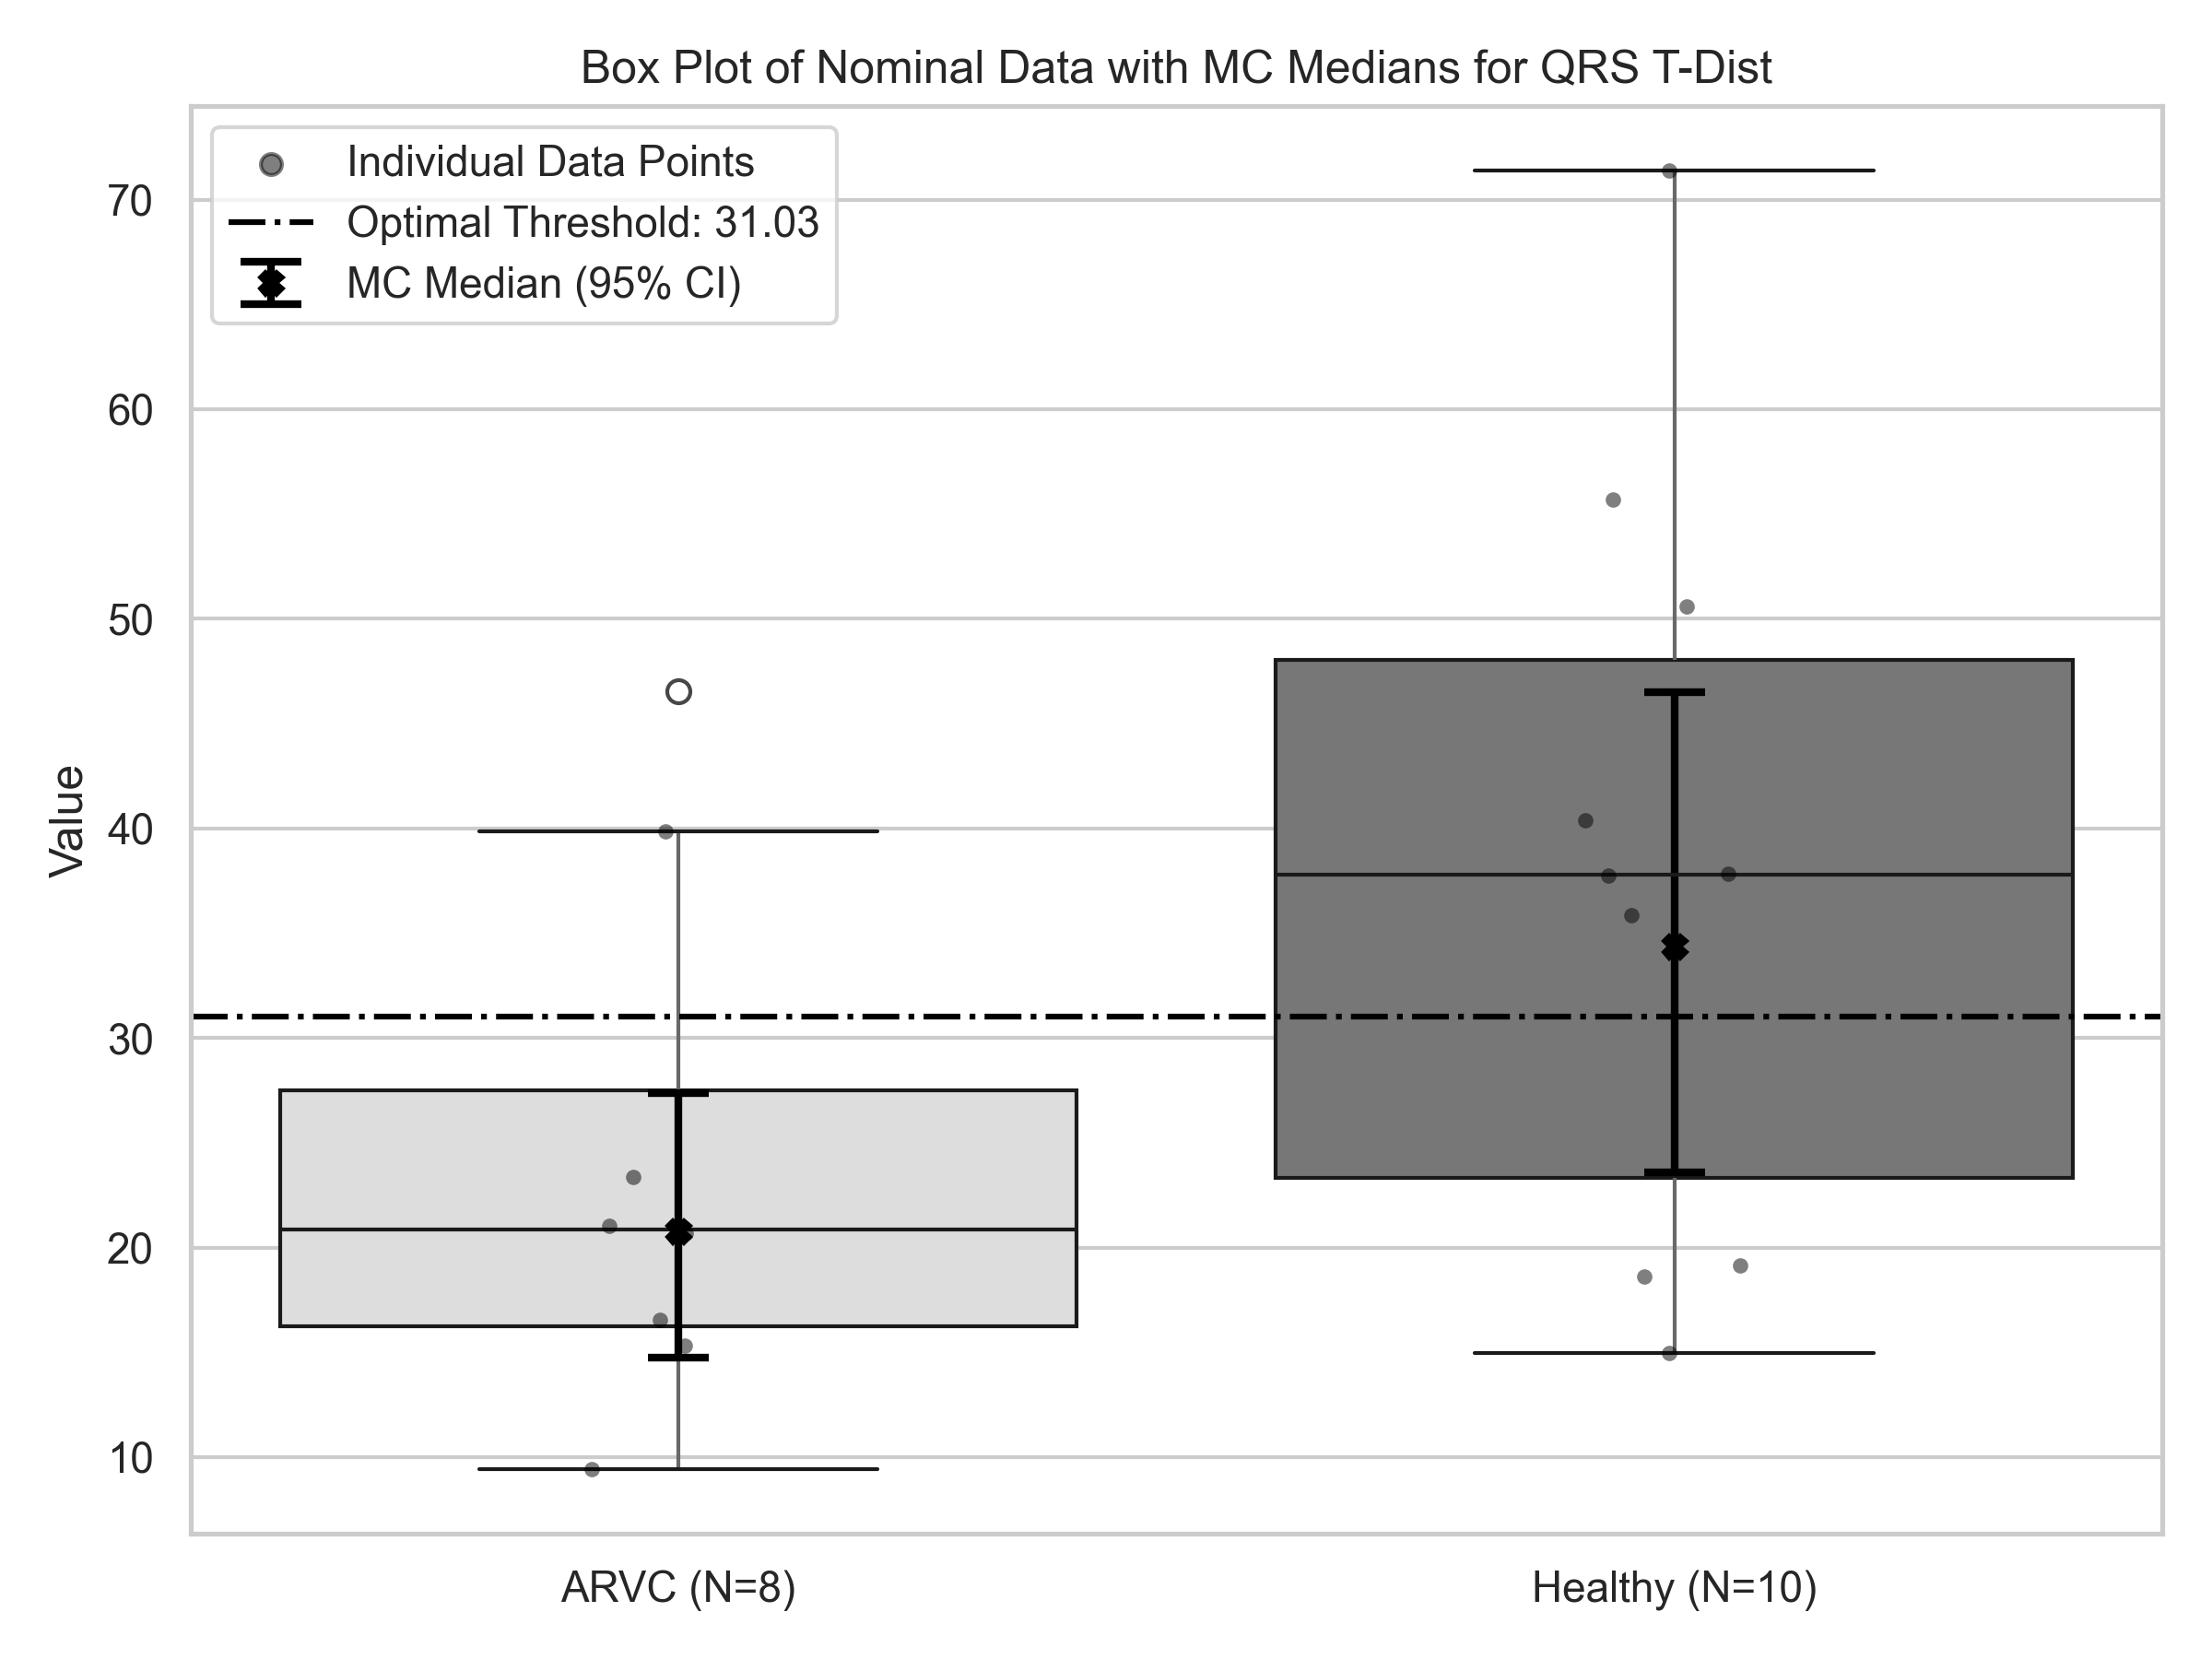 Box Plot of Nominal Data with MC Medians for QRS T-Dist
Individual Data Points
Optimal Threshold: 31.03
MC Median (95% CI)
Value
70
60
50
40
30
20
10
ARVC (N=8)
Healthy (N=10)